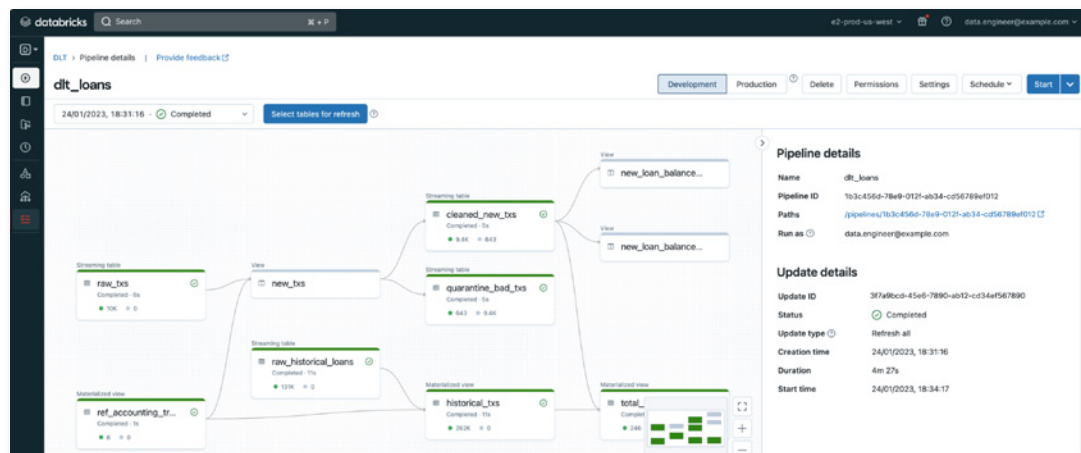 databricks
Search
⌘ + P
e2-prod-us-west
data.engineer@example.com
DLT > Pipeline details | Provide feedback
dlt_loans
Development
Production
Delete
Permissions
Settings
Schedule
Start
24/01/2023, 18:31:16 · Completed
Select tables for refresh
View
new_loan_balance...
Streaming table
cleaned_new_txs
Completed · 5s
9.4K 643
View
new_loan_balance...
Streaming table
raw_txs
Completed · 6s
10K 0
View
new_txs
Streaming table
quarantine_bad_txs
Completed · 5s
643 9.4K
Streaming table
raw_historical_loans
Completed · 11s
131K 0
Materialized view
ref_accounting_tr...
Completed · 1s
6 0
Materialized view
historical_txs
Completed · 11s
262K 0
Materialized view
total_
Complet
246
Pipeline details
Name dlt_loans
Pipeline ID 1b3c456d-78e9-012f-ab34-cd56789ef012
Paths /pipelines/1b3c456d-78e9-012f-ab34-cd56789ef012
Run as data.engineer@example.com
Update details
Update ID 3f7a9bcd-45e6-7890-ab12-cd34ef567890
Status Completed
Update type Refresh all
Creation time 24/01/2023, 18:31:16
Duration 4m 27s
Start time 24/01/2023, 18:34:17